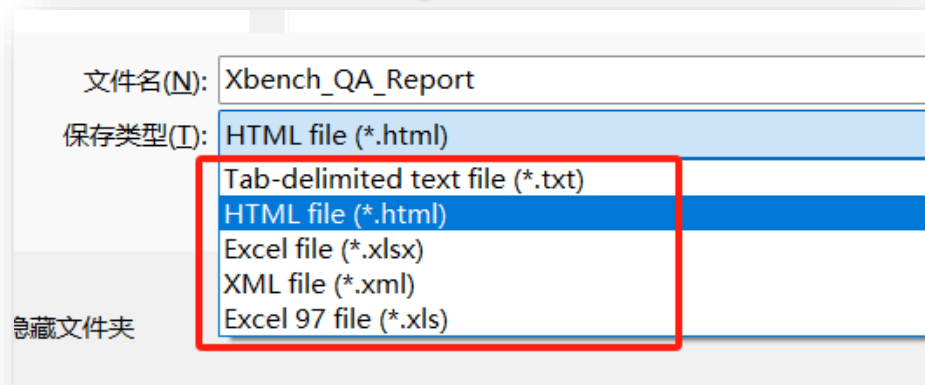 文件名(N): Xbench_QA_Report
保存类型(T): HTML file (*.html)
Tab-delimited text file (*.txt)
HTML file (*.html)
Excel file (*.xlsx)
XML file (*.xml)
Excel 97 file (*.xls)
隐藏文件夹